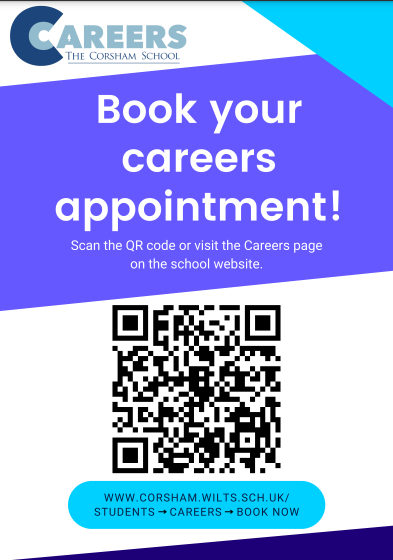 CAREERS
THE CORSHAM SCHOOL
Book your
careers
appointment!
Scan the QR code or visit the Careers page
on the school website.
WWW.CORSHAM.WILTS.SCH.UK/
STUDENTS → CAREERS → BOOK NOW